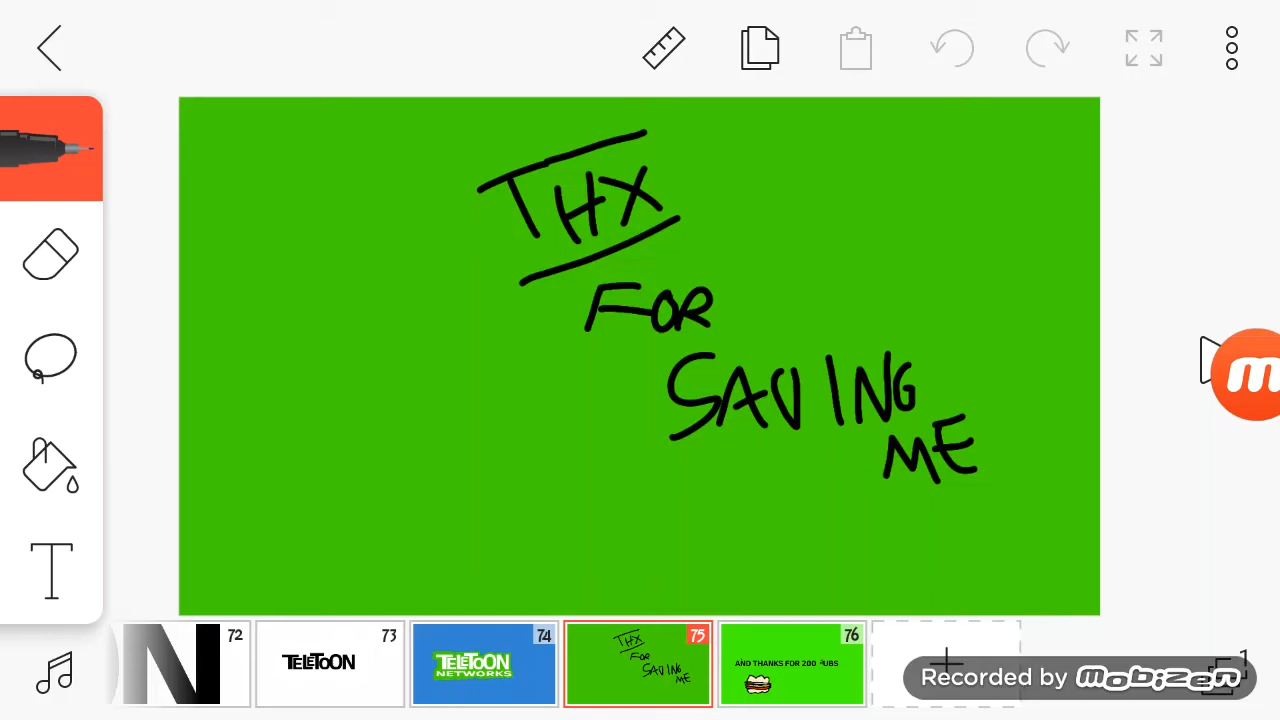 THX
FOR
SAVING
ME
72
N
73
TELETOON
74
TELETOON
NETWORKS
75
THX
FOR
SAVING
ME
76
AND THANKS FOR 200 SUBS
1
Recorded by mobizen